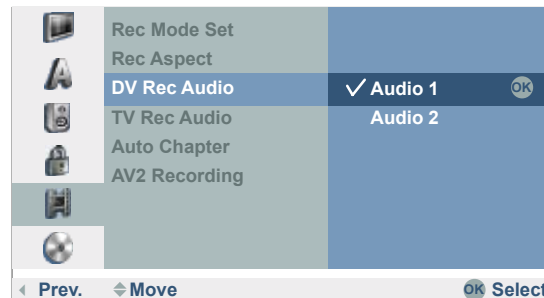 Rec Mode Set
Rec Aspect
DV Rec Audio
✓ Audio 1 OK
TV Rec Audio
Audio 2
Auto Chapter
AV2 Recording
Prev. Move OK Select